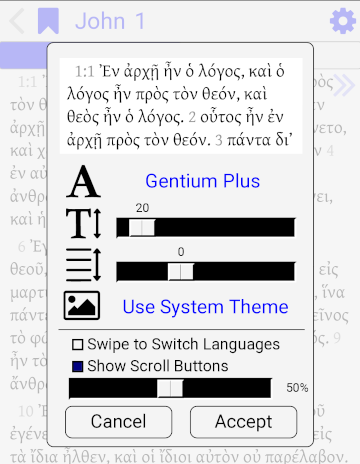 John 1
1:1 Ἐν ἀρχῇ ἦν ὁ λόγος, καὶ ὁ
λόγος ἦν πρὸς τὸν θεόν, καὶ
θεὸς ἦν ὁ λόγος. 2 οὗτος ἦν ἐν
ἀρχῇ πρὸς τὸν θεόν. 3 πάντα δι’
Gentium Plus
20
0
Use System Theme
Swipe to Switch Languages
Show Scroll Buttons
50%
Cancel
Accept
ἐγένε
τὰ ἴδια ἦλθεν, καὶ οἱ ἴδιοι αὐτὸν οὐ παρέλαβον.